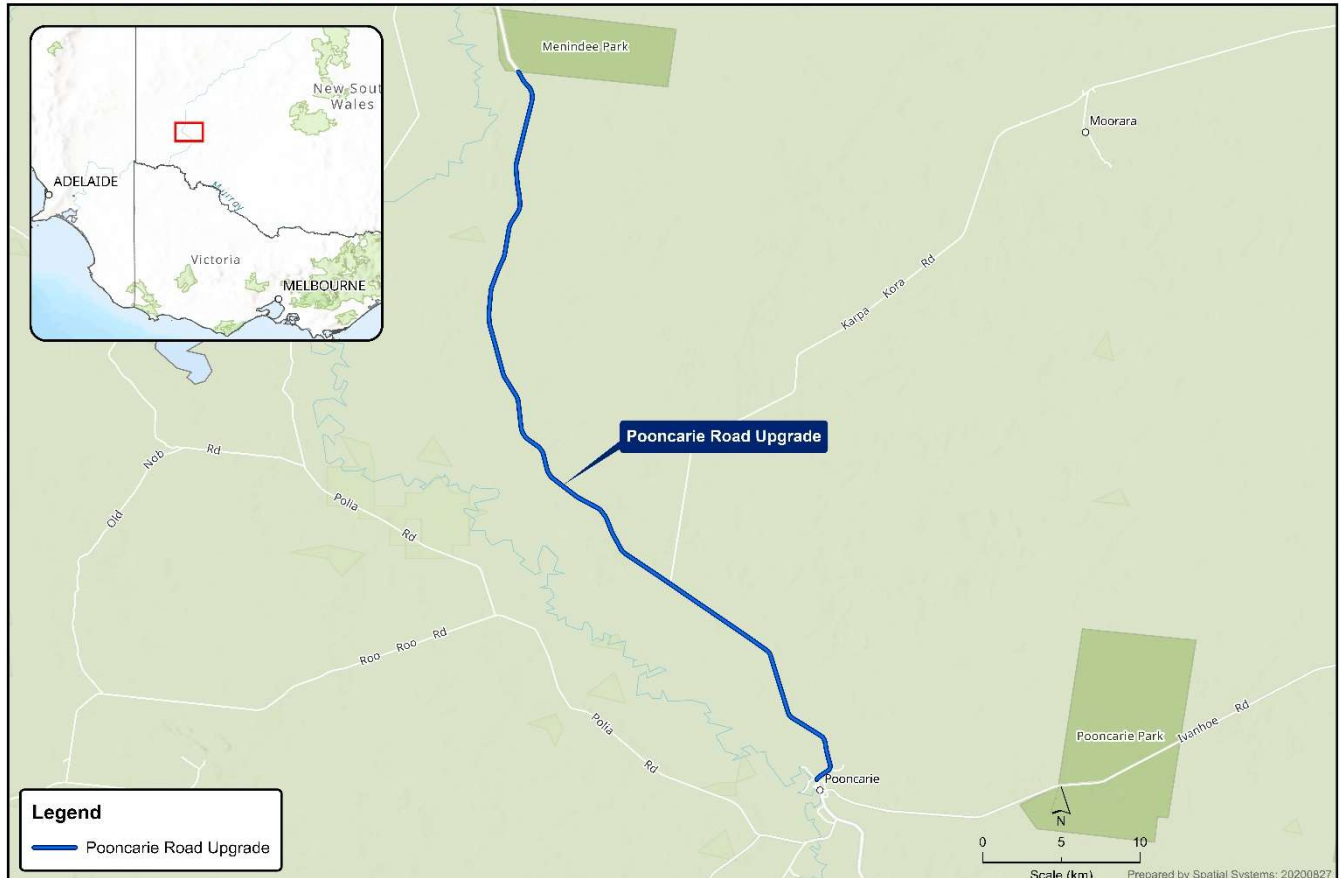 Menindee Park
New Sout
Wales
Moorara
ADELAIDE
Murray
Victoria
MELBOURNE
Karpa Kora Rd
Pooncarie Road Upgrade
Old Nob Rd
Polia Rd
Roo Roo Rd
Polia Rd
Pooncarie Park
Ivanhoe Rd
Pooncarie
N
Legend
Pooncarie Road Upgrade
0 5 10
Scale (km)
Prepared by Spatial Systems: 20200827